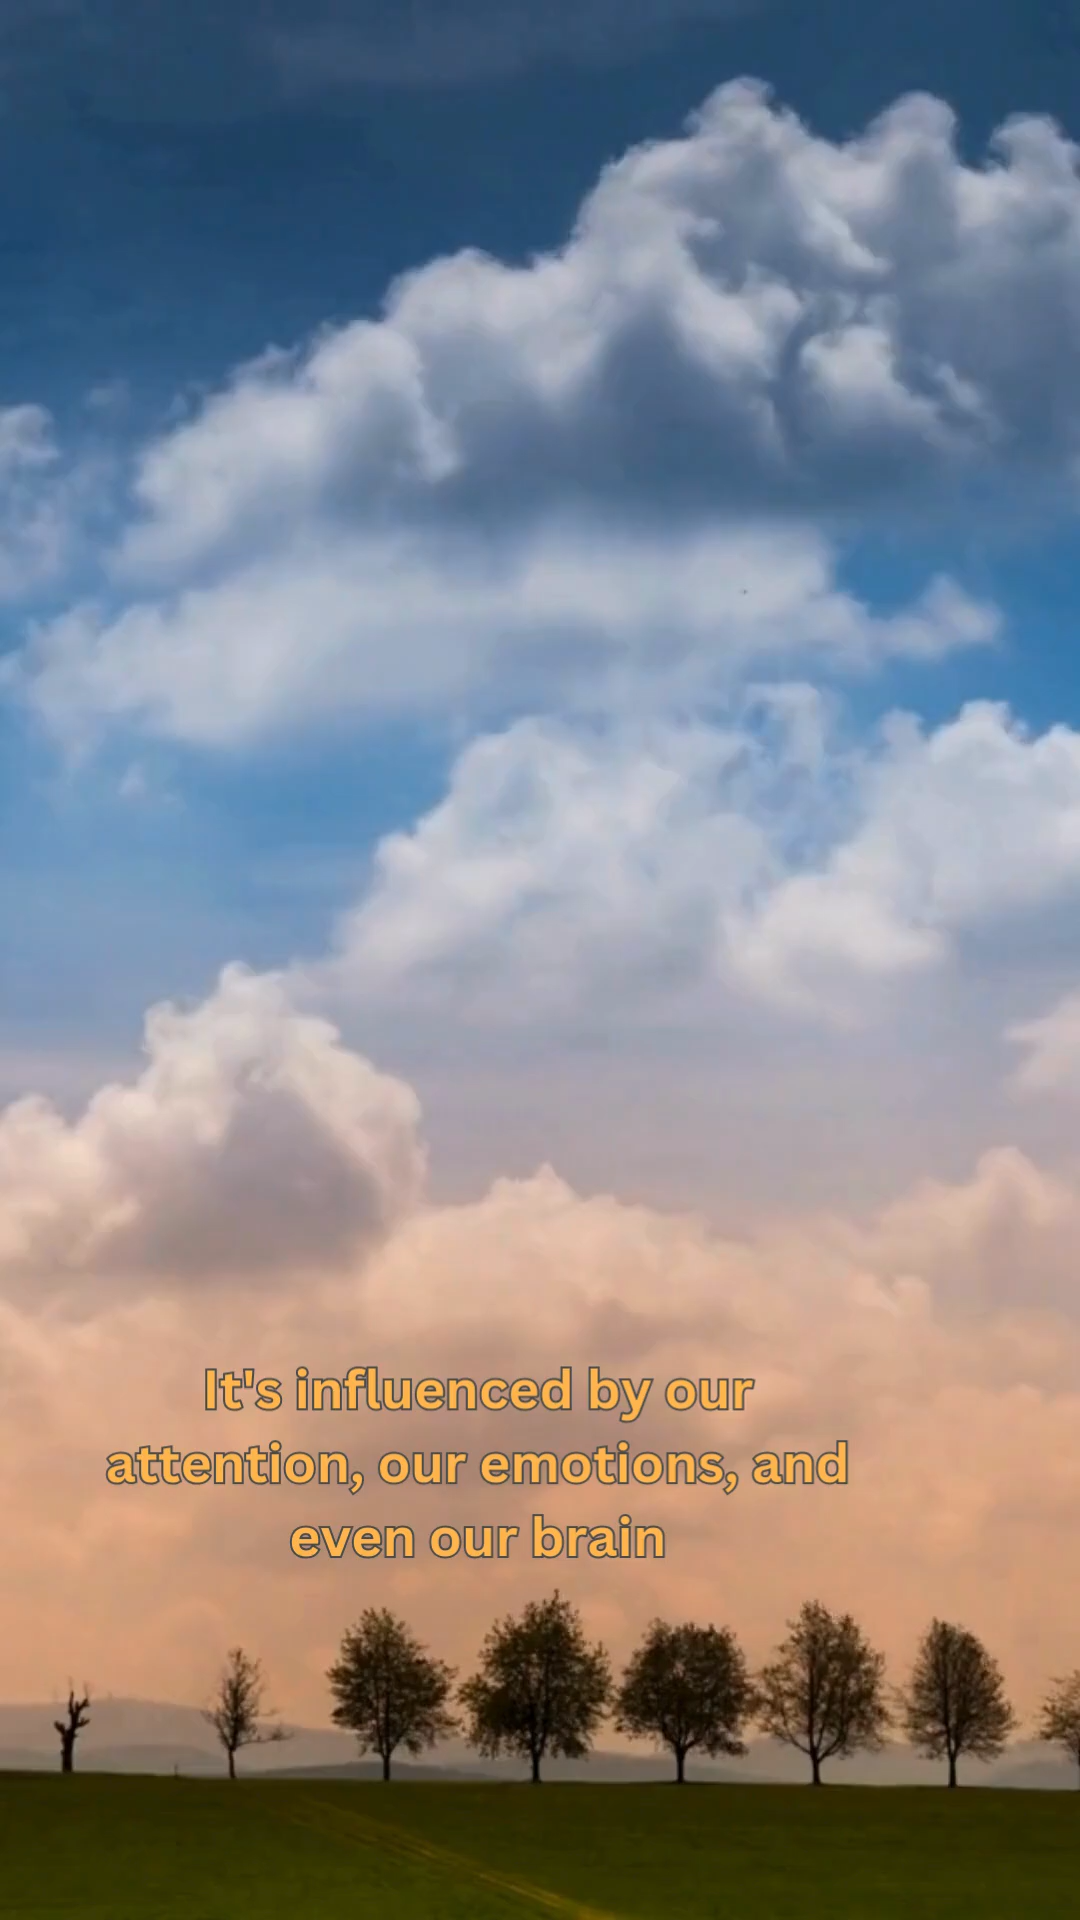 It's influenced by our
attention, our emotions, and
even our brain